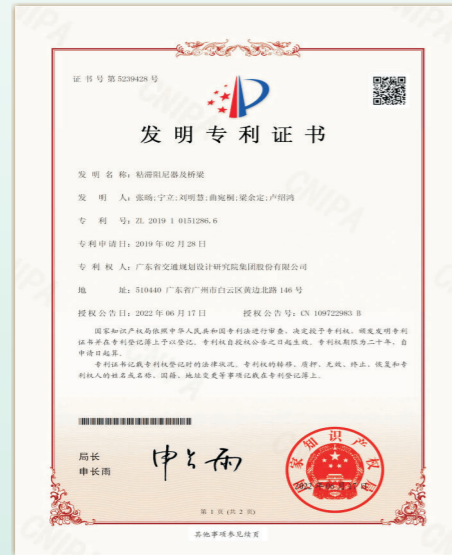 证书号第5239428号
发明专利证书
发明名称：粘滞阻尼器及桥梁
发明人：张旸;宁立;刘明慧;曲宛桐;梁余定;卢绍鸿
专利号：ZL 2019 1 0151286.6
专利申请日：2019年02月28日
专利权人：广东省交通规划设计研究院集团股份有限公司
地址：510440 广东省广州市白云区黄边北路146号
授权公告日：2022年06月17日 授权公告号：CN 109722983 B
国家知识产权局依照中华人民共和国专利法进行审查，决定授予专利权，颁发发明专利
证书并在专利登记簿上予以登记。专利权自授权公告之日起生效。专利权期限为二十年，自
申请日起算。
专利证书记载专利权登记时的法律状况。专利权的转移、质押、无效、终止、恢复和专
利权人的姓名或名称、国籍、地址变更等事项记载在专利登记簿上。
局长
申长雨
申长雨
国家知识产权局
第1页(共2页)
其他事项参见续页
CNIPA